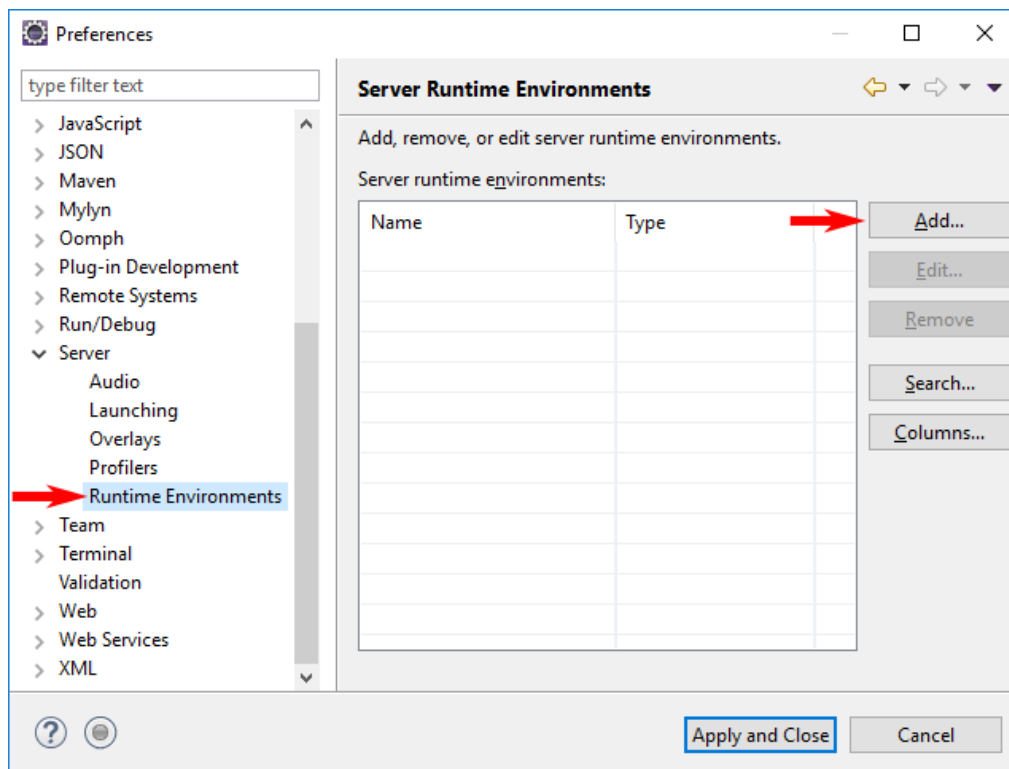 Preferences
type filter text
JavaScript
JSON
Maven
Mylyn
Oomph
Plug-in Development
Remote Systems
Run/Debug
Server
Audio
Launching
Overlays
Profilers
Runtime Environments
Team
Terminal
Validation
Web
Web Services
XML
Server Runtime Environments
Add, remove, or edit server runtime environments.
Server runtime environments:
Name Type
Add...
Edit...
Remove
Search...
Columns...
?
Apply and Close Cancel